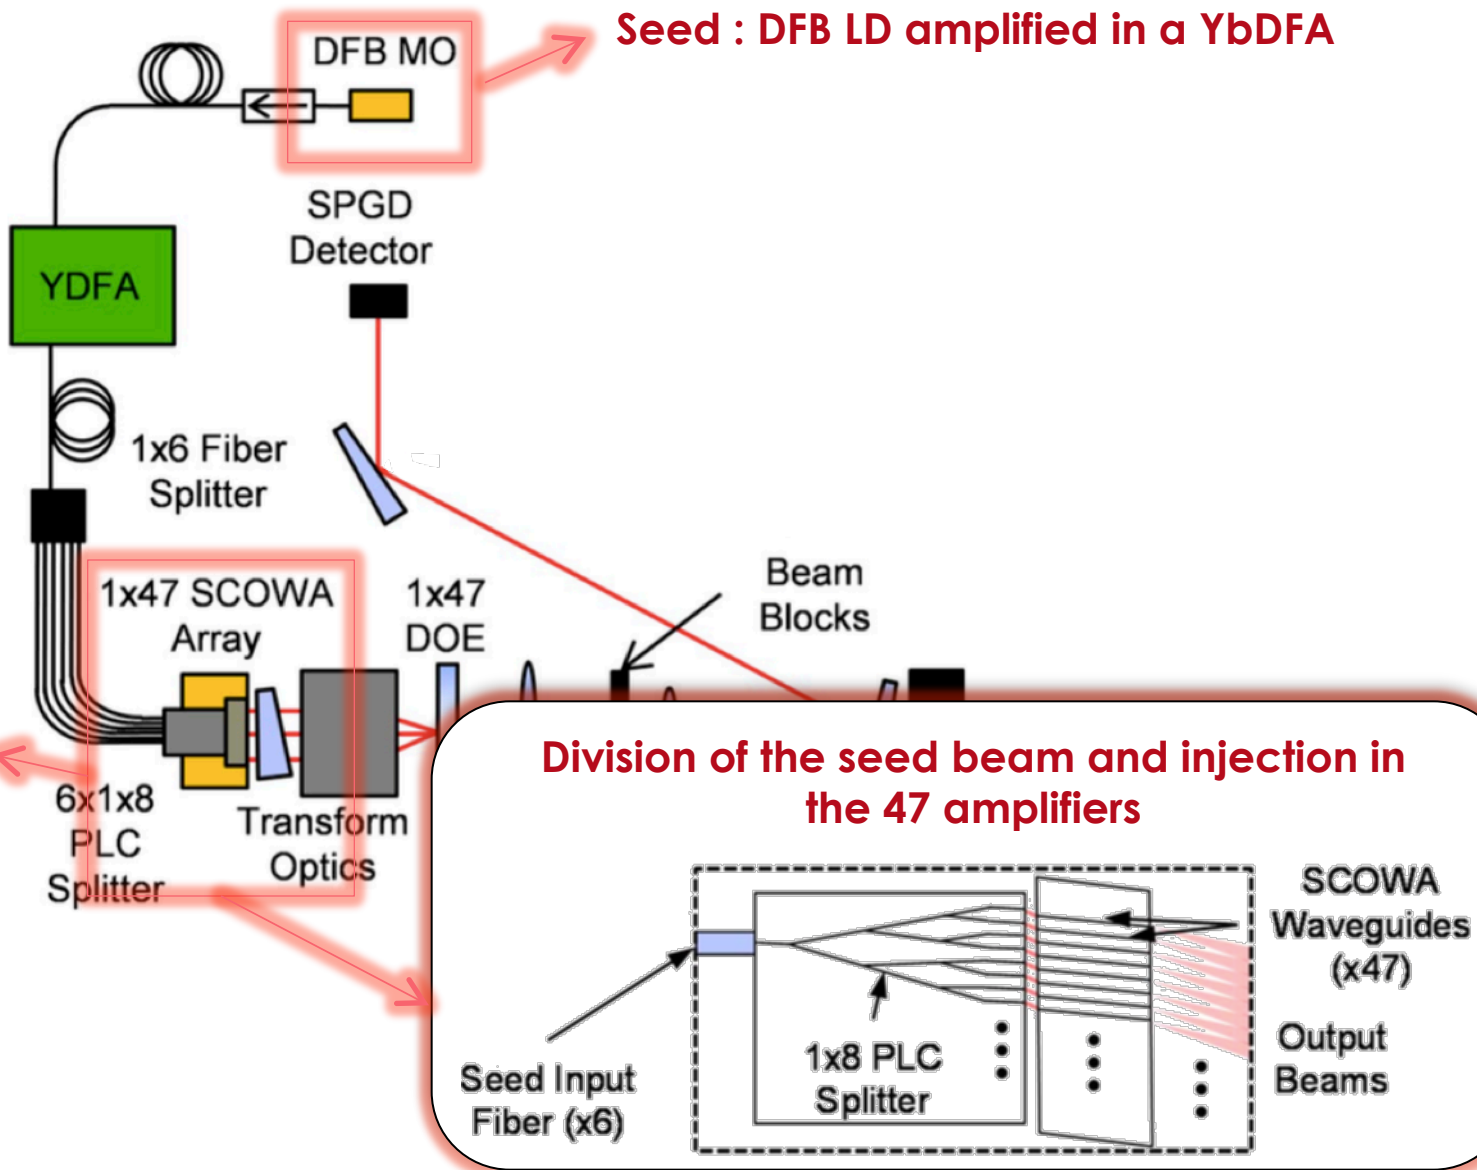 Seed : DFB LD amplified in a YbDFA
DFB MO
SPGD
Detector
YDFA
1x6 Fiber
Splitter
Beam
Blocks
1x47 SCOWA
Array
1x47
DOE
6x1x8
PLC
Splitter
Transform
Optics
Division of the seed beam and injection in
the 47 amplifiers
SCOWA
Waveguides
(x47)
1x8 PLC
Splitter
Output
Beams
Seed Input
Fiber (x6)